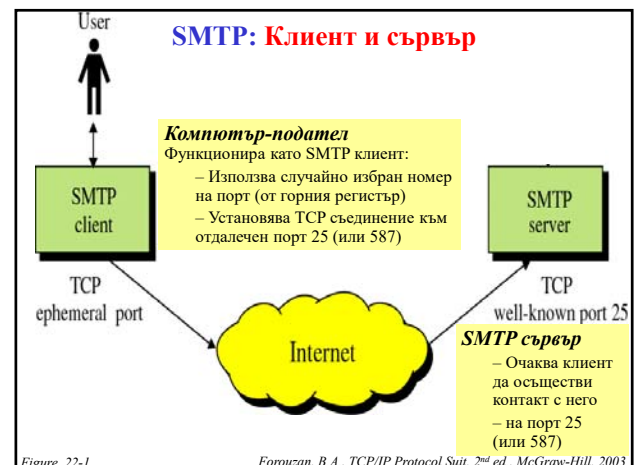 User
SMTP: Клиент и сървър
Компютър-подател
Функционира като SMTP клиент:
– Използва случайно избран номер
на порт (от горния регистър)
– Установява TCP съединение към
отдалечен порт 25 (или 587)
SMTP
client
SMTP
server
TCP
ephemeral port
TCP
well-known port 25
Internet
SMTP сървър
– Очаква клиент
да осъществи
контакт с него
– на порт 25
(или 587)
Figure 22-1
Forouzan, B.A., TCP/IP Protocol Suit, 2nd ed., McGraw-Hill, 2003